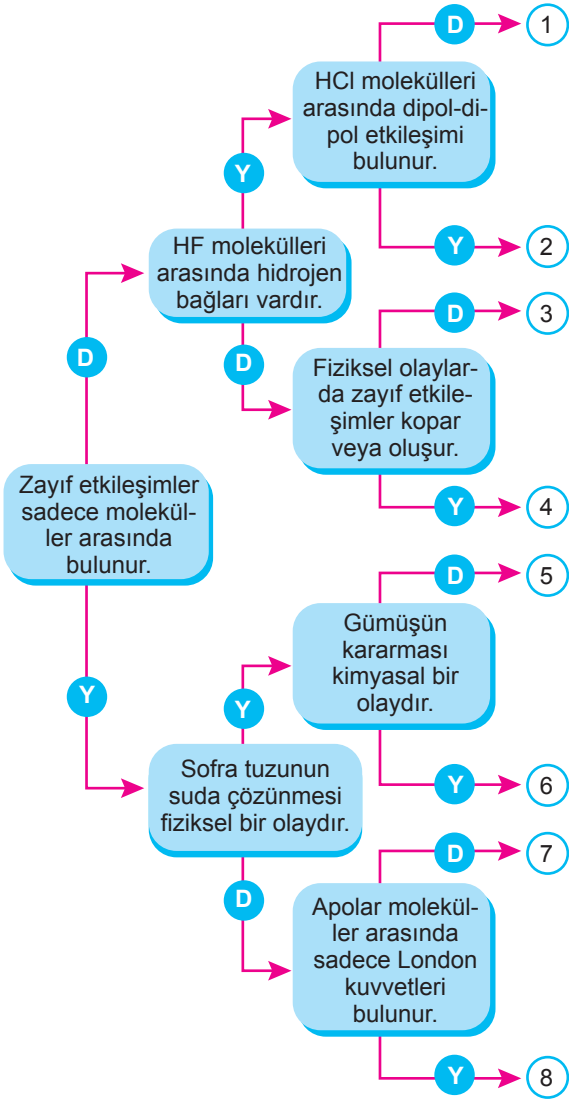 D
1
HCl molekülleri
arasında dipol-di-
pol etkileşimi
bulunur.
Y
Y
2
HF molekülleri
arasında hidrojen
bağları vardır.
D
3
D
D
Fiziksel olaylar-
da zayıf etkile-
şimler kopar
veya oluşur.
Y
4
Zayıf etkileşimler
sadece molekül-
ler arasında
bulunur.
D
5
Gümüşün
kararması
kimyasal bir
olaydır.
Y
Y
Y
6
Sofra tuzunun
suda çözünmesi
fiziksel bir olaydır.
D
7
D
Apolar molekül-
ler arasında
sadece London
kuvvetleri
bulunur.
Y
8